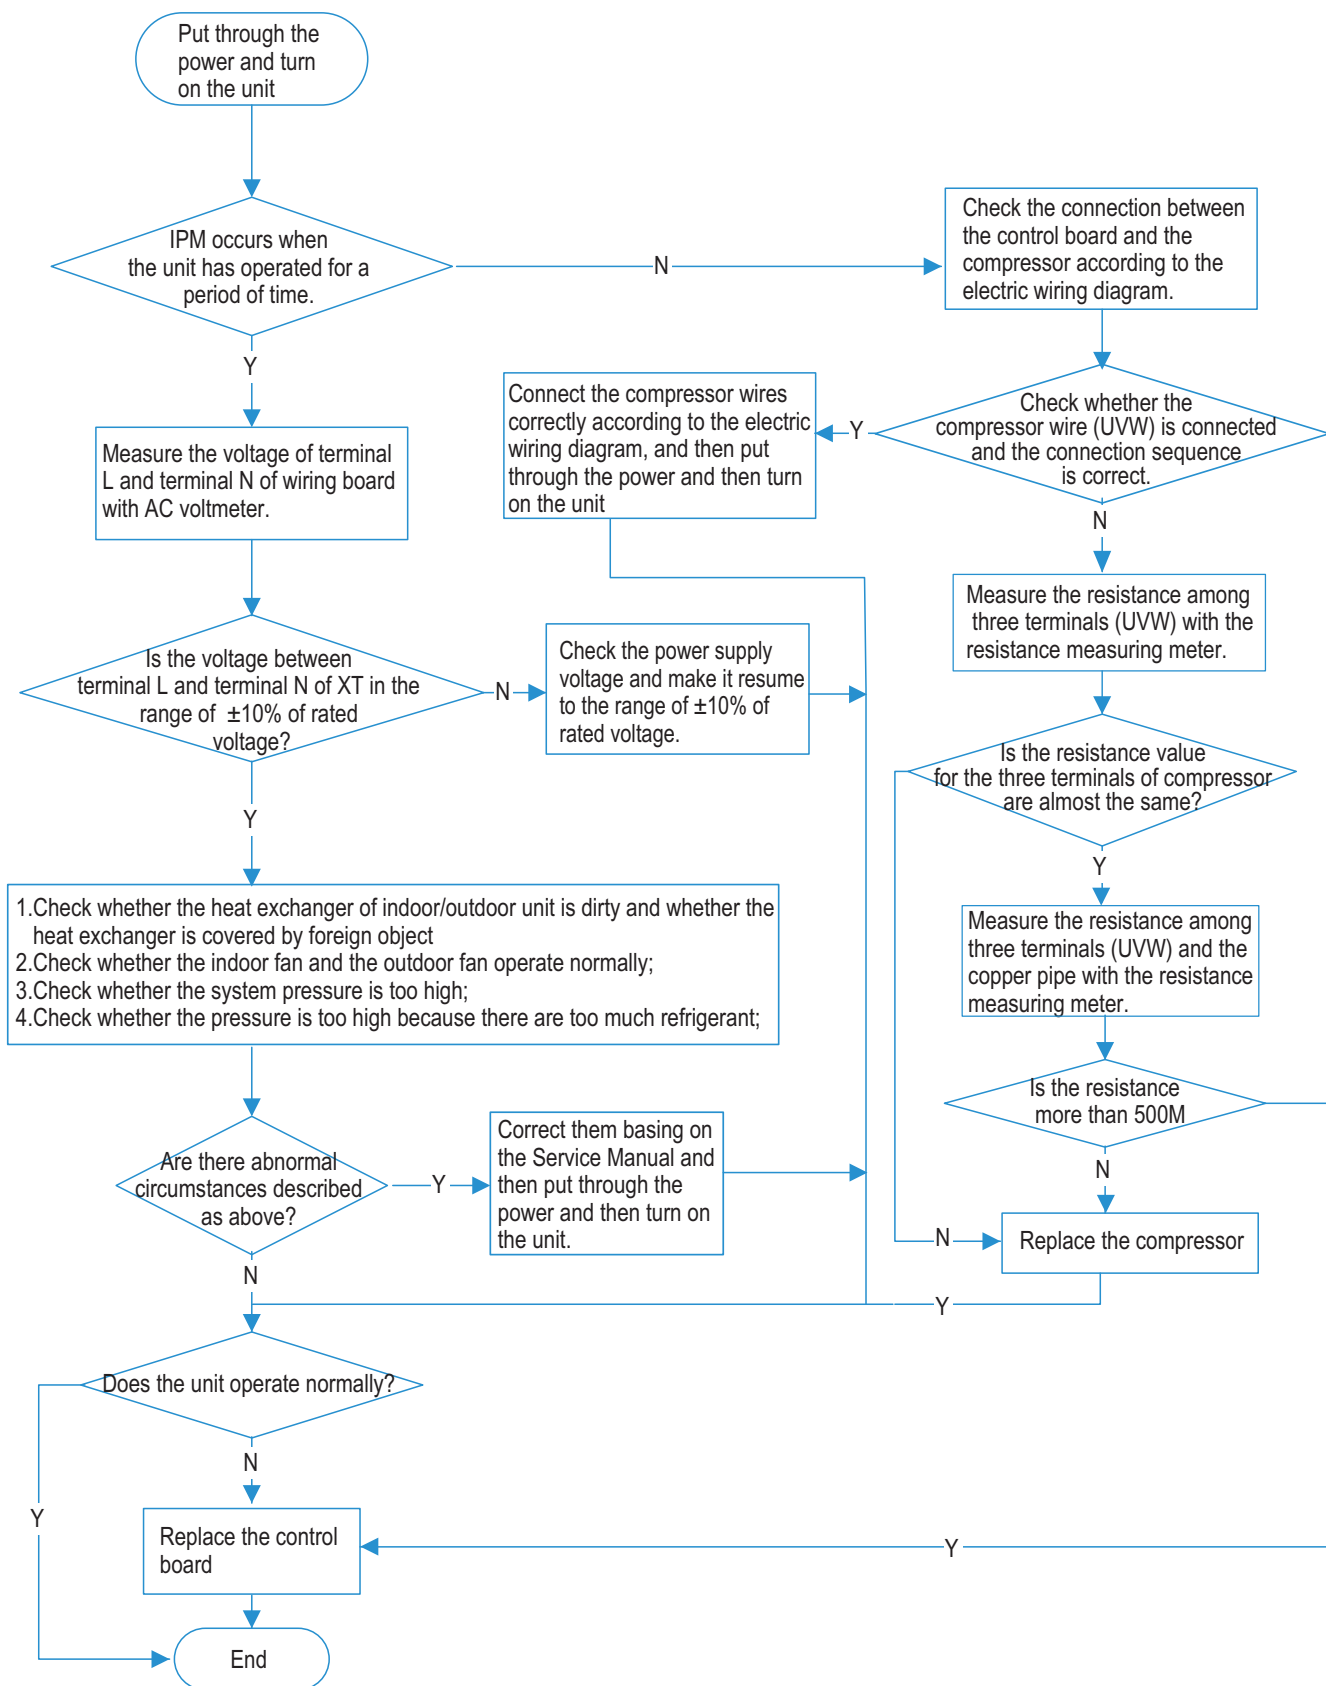 Put through the
power and turn
on the unit
IPM occurs when
the unit has operated for a
period of time.
N
Check the connection between
the control board and the
compressor according to the
electric wiring diagram.
Y
Connect the compressor wires
correctly according to the electric
wiring diagram, and then put
through the power and then turn
on the unit
Y
Check whether the
compressor wire (UVW) is connected
and the connection sequence
is correct.
Measure the voltage of terminal
L and terminal N of wiring board
with AC voltmeter.
N
Measure the resistance among
three terminals (UVW) with the
resistance measuring meter.
Is the voltage between
terminal L and terminal N of XT in the
range of ±10% of rated
voltage?
N
Check the power supply
voltage and make it resume
to the range of ±10% of
rated voltage.
Is the resistance value
for the three terminals of compressor
are almost the same?
Y
Y
1.Check whether the heat exchanger of indoor/outdoor unit is dirty and whether the
heat exchanger is covered by foreign object
2.Check whether the indoor fan and the outdoor fan operate normally;
3.Check whether the system pressure is too high;
4.Check whether the pressure is too high because there are too much refrigerant;
Measure the resistance among
three terminals (UVW) and the
copper pipe with the resistance
measuring meter.
Is the resistance
more than 500M
Are there abnormal
circumstances described
as above?
Y
Correct them basing on
the Service Manual and
then put through the
power and then turn on
the unit.
N
N
Replace the compressor
N
Y
Does the unit operate normally?
N
Y
Replace the control
board
Y
End